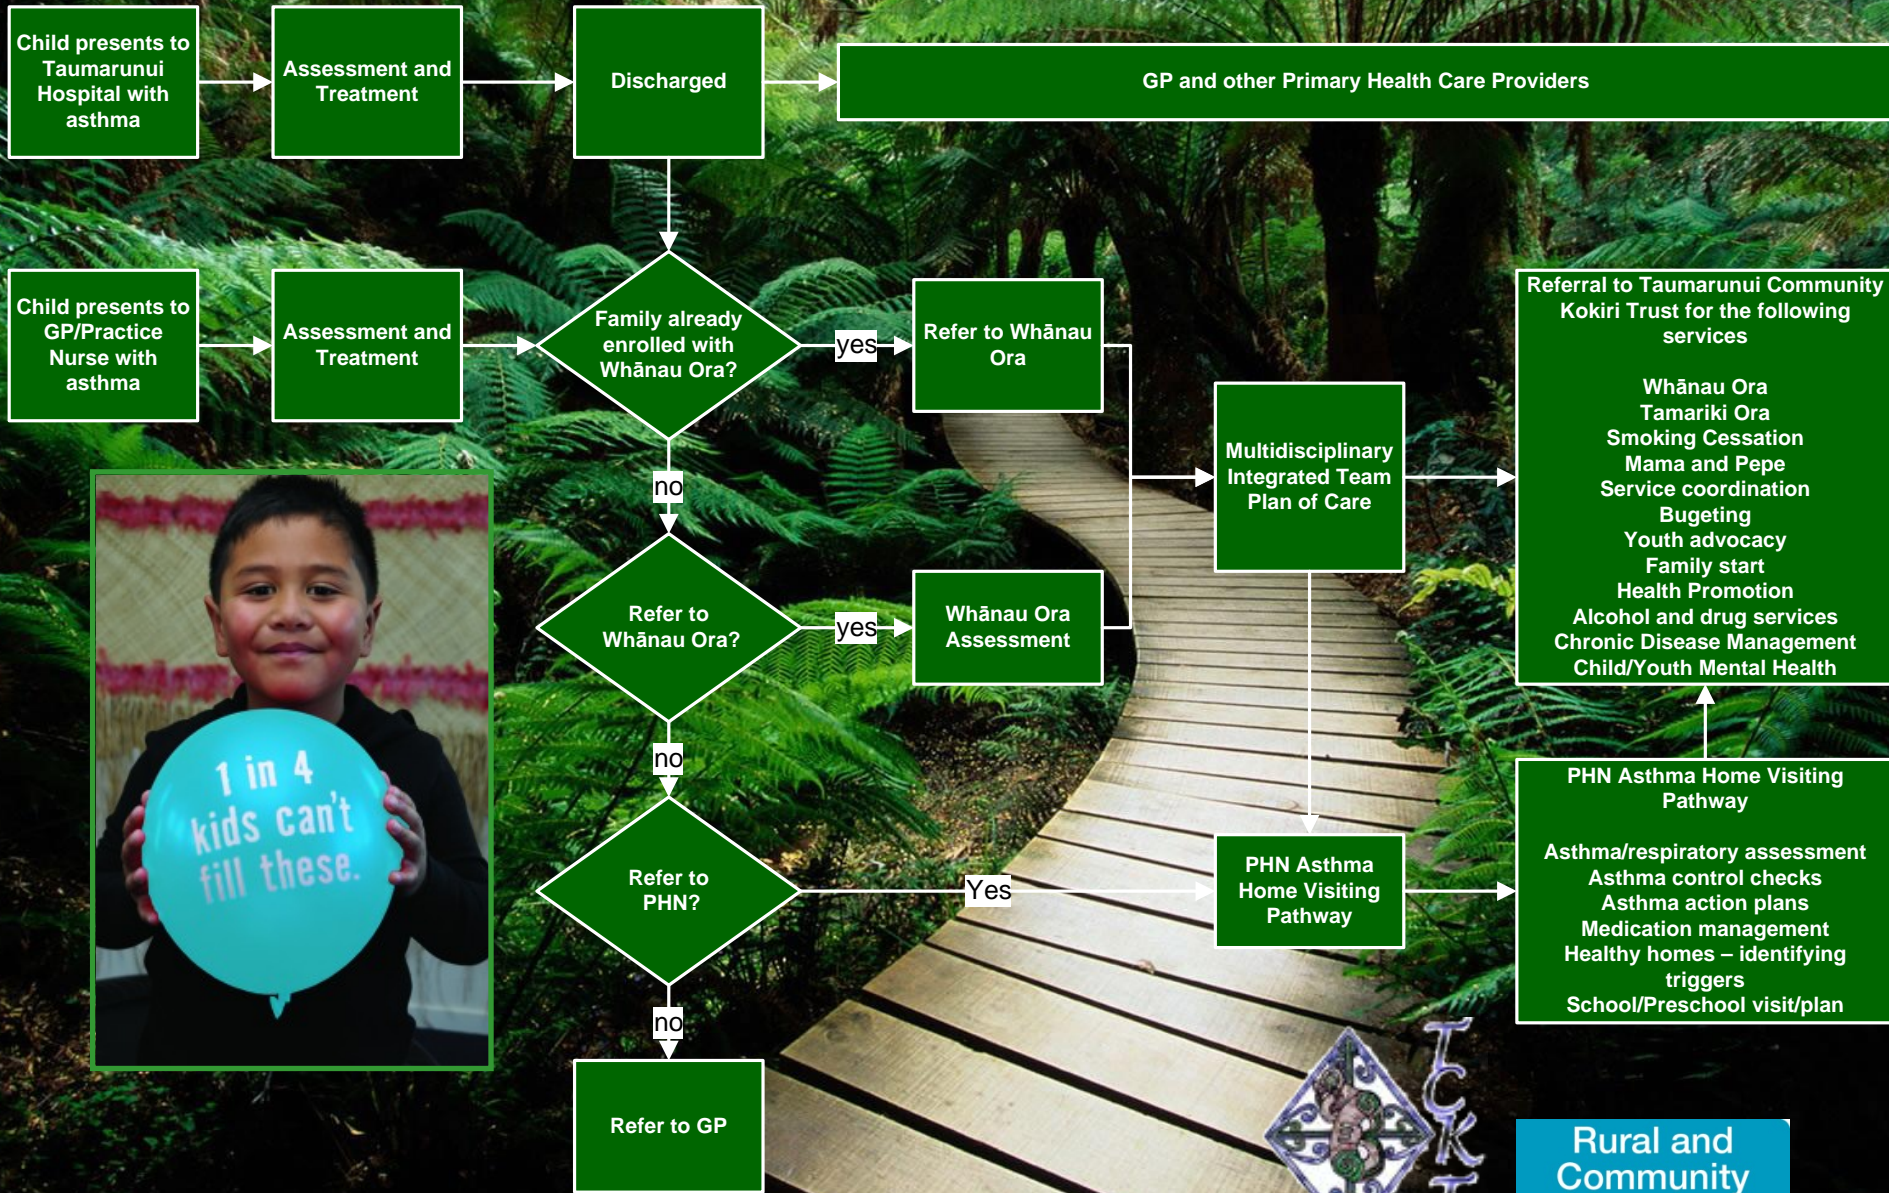 Child presents to
Taumarunui
Hospital with
asthma
Assessment and
Treatment
Discharged
GP and other Primary Health Care Providers
Child presents to
GP/Practice
Nurse with
asthma
Assessment and
Treatment
Family already
enrolled with
Whānau Ora?
yes
Refer to Whānau
Ora
no
Refer to
Whānau Ora?
yes
Whānau Ora
Assessment
Multidisciplinary
Integrated Team
Plan of Care
Referral to Taumarunui Community
Kokiri Trust for the following
services
Whānau Ora
Tamariki Ora
Smoking Cessation
Mama and Pepe
Service coordination
Bugeting
Youth advocacy
Family start
Health Promotion
Alcohol and drug services
Chronic Disease Management
Child/Youth Mental Health
no
Refer to
PHN?
Yes
PHN Asthma
Home Visiting
Pathway
PHN Asthma Home Visiting
Pathway
Asthma/respiratory assessment
Asthma control checks
Asthma action plans
Medication management
Healthy homes – identifying
triggers
School/Preschool visit/plan
no
Refer to GP
1 in 4
kids can't
fill these.
TCKT
Rural and
Community